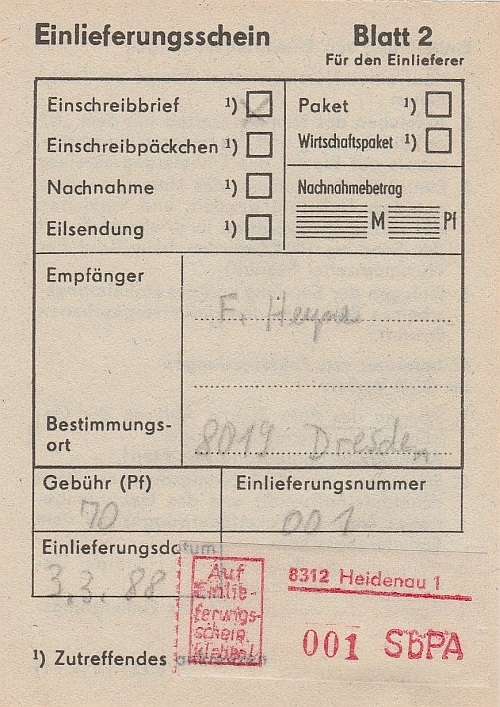 Einlieferungsschein
Blatt 2
Für den Einlieferer
Einschreibbrief ¹)
Einschreibpäckchen ¹)
Nachnahme ¹)
Eilsendung ¹)
Paket ¹)
Wirtschaftspaket ¹)
Nachnahmebetrag
M Pf
Empfänger
F. Heyne
Bestimmungs-
ort
8019 Dresden
Gebühr (Pf)
70
Einlieferungsnummer
001
Einlieferungsdatum
3.3.88
Auf
Einlie-
ferungs-
schein
kleben!
8312 Heidenau 1
001 SbPA
¹) Zutreffendes ankreuzen